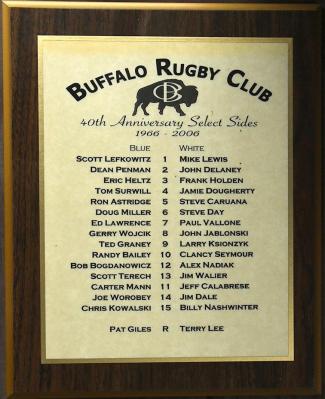 BUFFALO RUGBY CLUB
BC
40th Anniversary Select Sides
1966 - 2006
BLUE WHITE
SCOTT LEFKOWITZ 1 MIKE LEWIS
DEAN PENMAN 2 JOHN DELANEY
ERIC HELTZ 3 FRANK HOLDEN
TOM SURWILL 4 JAMIE DOUGHERTY
RON ASTRIDGE 5 STEVE CARUANA
DOUG MILLER 6 STEVE DAY
ED LAWRENCE 7 PAUL VALLONE
GERRY WOJCIK 8 JOHN JABLONSKI
TED GRANEY 9 LARRY KSIONZYK
RANDY BAILEY 10 CLANCY SEYMOUR
BOB BOGDANOWICZ 12 ALEX NADIAK
SCOTT TERECH 13 JIM WALIER
CARTER MANN 11 JEFF CALABRESE
JOE WOROBEY 14 JIM DALE
CHRIS KOWALSKI 15 BILLY NASHWINTER
PAT GILES R TERRY LEE